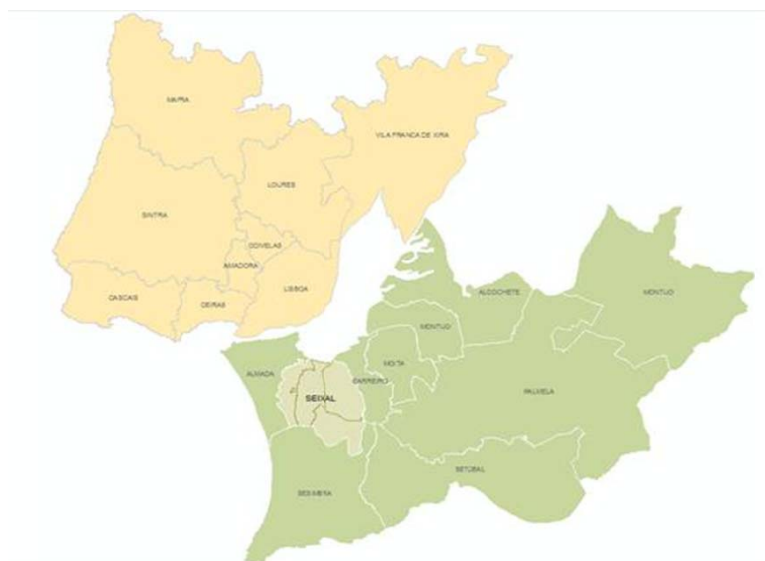 MAFRA
VILA FRANCA DE XIRA
LOURES
SINTRA
ODIVELAS
AMADORA
LISBOA
CASCAIS
OEIRAS
ALCOCHETE
MONTIJO
MONTIJO
MOITA
ALMADA
BARREIRO
PALMELA
SEIXAL
SETÚBAL
SESIMBRA